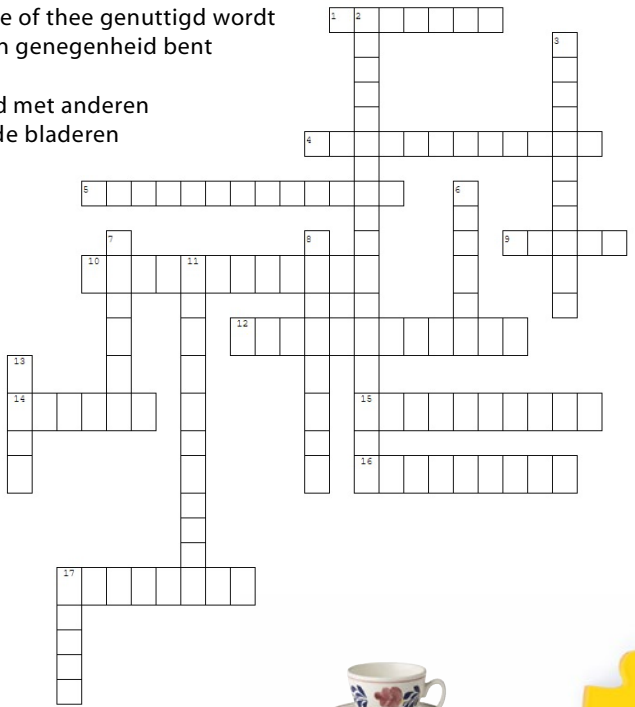 e of thee genuttigd wordt
n genegenheid bent
d met anderen
de bladeren
1 2
3
4
5 6
7 8 9
10 11
12
13
14 15
16
17